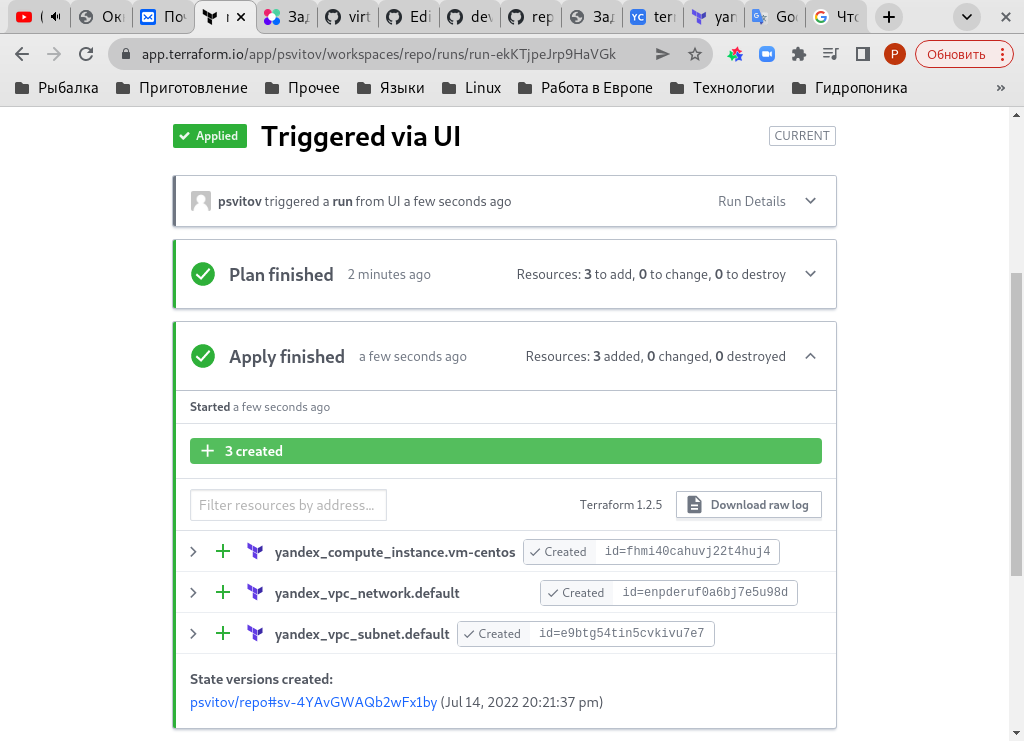 ( Оки Поч r Зад virt Edi dev rep Зад YC terr yan Goo Что
app.terraform.io/app/psvitov/workspaces/repo/runs/run-ekKTjpeJrp9HaVGk P Обновить
Рыбалка Приготовление Прочее Языки Linux Работа в Европе Технологии Гидропоника »
Applied Triggered via UI CURRENT
psvitov triggered a run from UI a few seconds ago Run Details
Plan finished 2 minutes ago Resources: 3 to add, 0 to change, 0 to destroy
Apply finished a few seconds ago Resources: 3 added, 0 changed, 0 destroyed
Started a few seconds ago
3 created
Filter resources by address... Terraform 1.2.5 Download raw log
yandex_compute_instance.vm-centos Created id=fhmi40cahuvj22t4huj4
yandex_vpc_network.default Created id=enpderuf0a6bj7e5u98d
yandex_vpc_subnet.default Created id=e9btg54tin5cvkivu7e7
State versions created:
psvitov/repo#sv-4YAvGWAQb2wFx1by (Jul 14, 2022 20:21:37 pm)